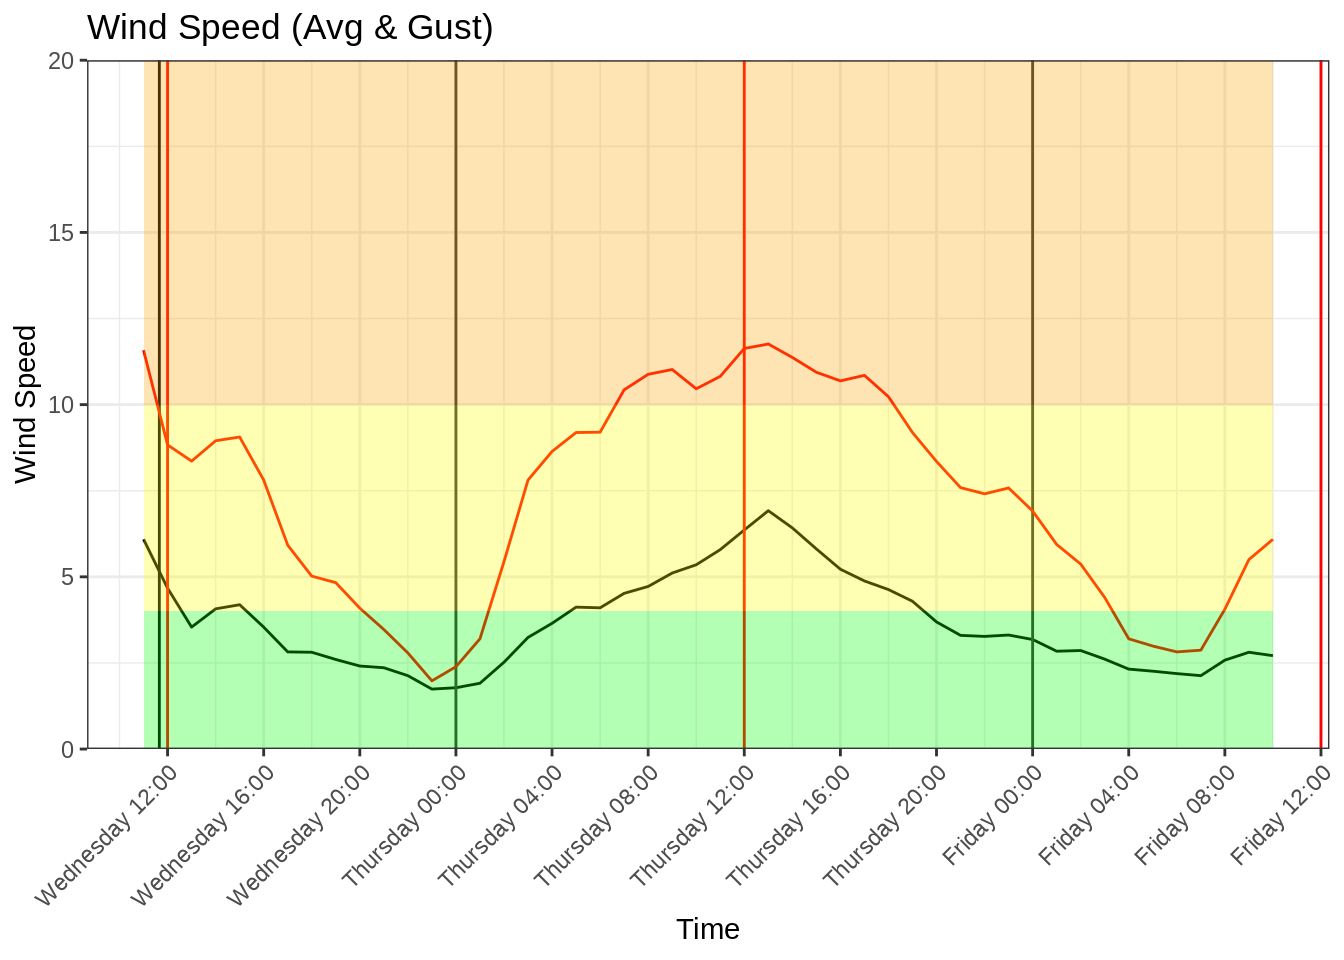 Wind Speed (Avg & Gust)
Wind Speed
20
15
10
5
0
Wednesday 12:00
Wednesday 16:00
Wednesday 20:00
Thursday 00:00
Thursday 04:00
Thursday 08:00
Thursday 12:00
Thursday 16:00
Thursday 20:00
Friday 00:00
Friday 04:00
Friday 08:00
Friday 12:00
Time